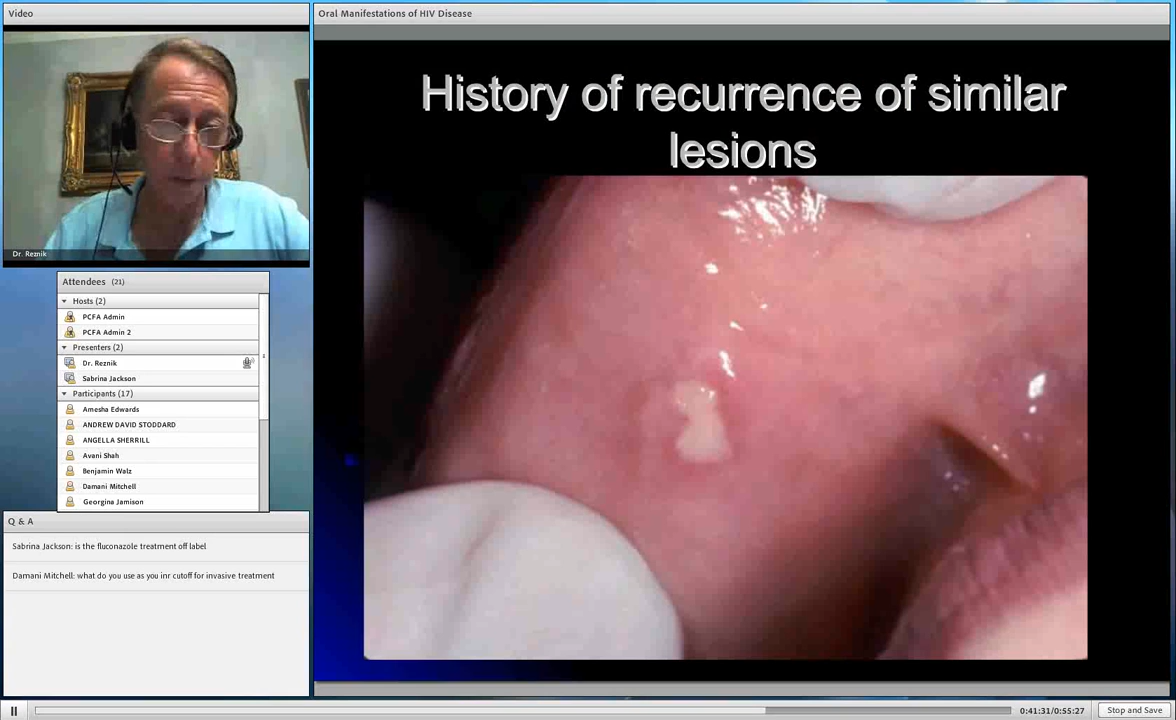 Video
Oral Manifestations of HIV Disease
Dr. Reznik
History of recurrence of similar
lesions
Attendees (21)
Hosts (2)
PCFA Admin
PCFA Admin 2
Presenters (2)
Dr. Reznik
Sabrina Jackson
Participants (17)
Amesha Edwards
ANDREW DAVID STODDARD
ANGELLA SHERRILL
Avani Shah
Benjamin Walz
Damani Mitchell
Georgina Jamison
Q & A
Sabrina Jackson: is the fluconazole treatment off label
Damani Mitchell: what do you use as you inr cutoff for invasive treatment
0:41:31/0:55:27
Stop and Save